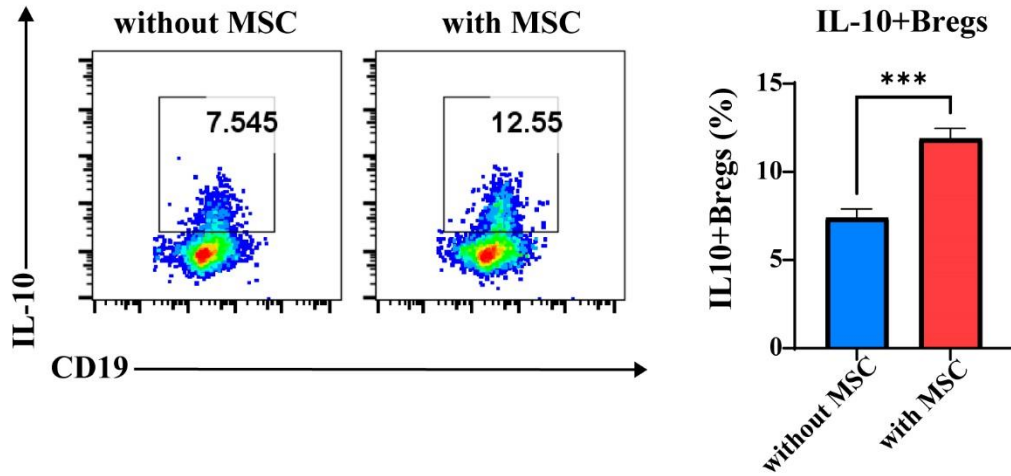 without MSC
with MSC
7.545
12.55
IL-10
CD19
IL-10+Bregs
***
IL10+Bregs (%)
15
10
5
0
without MSC
with MSC